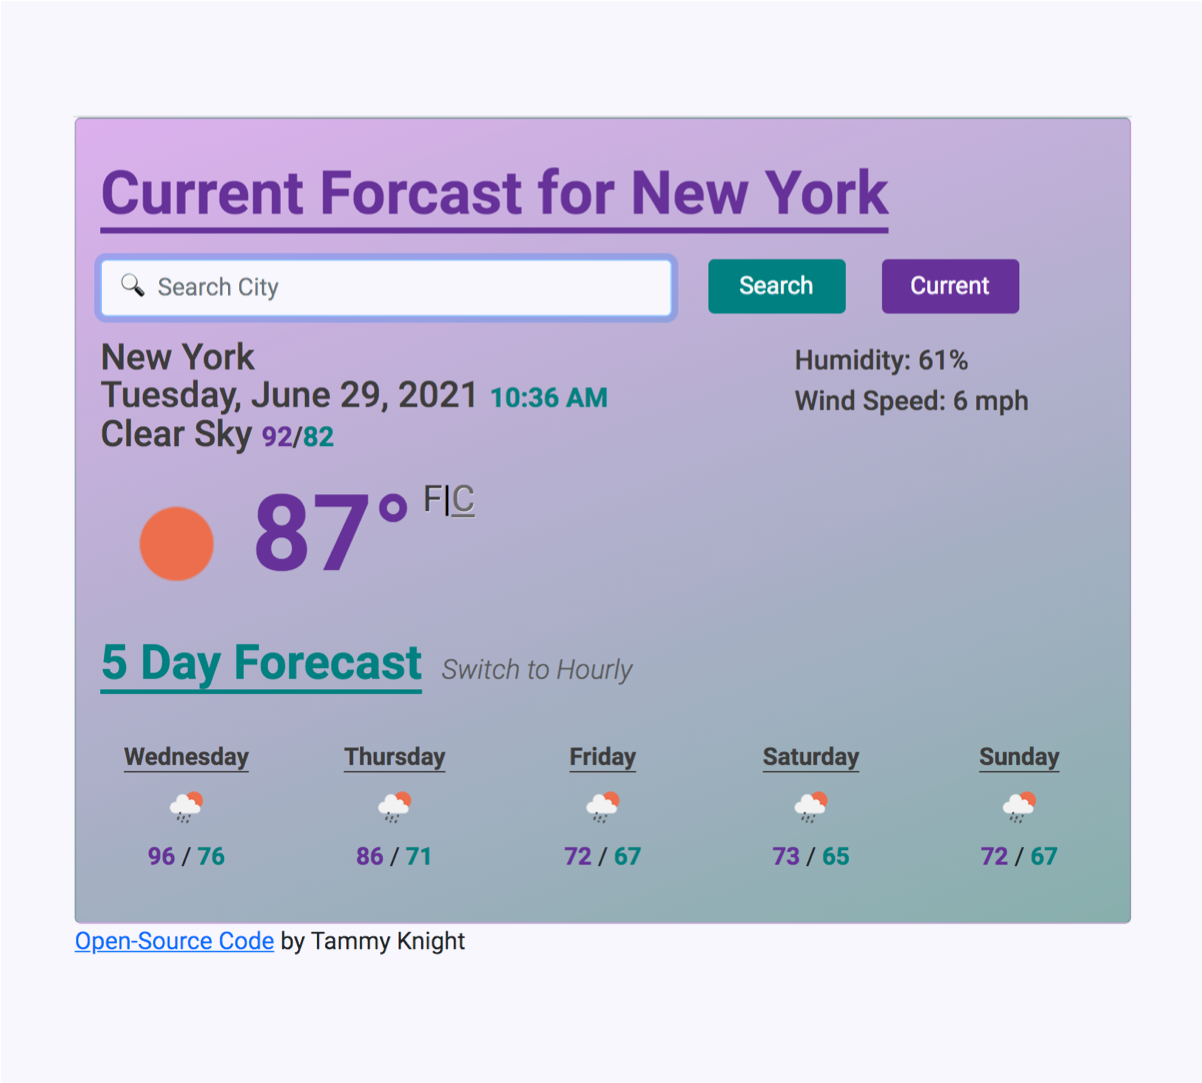 Current Forcast for New York
🔍 Search City
Search
Current
New York
Tuesday, June 29, 2021 10:36 AM
Clear Sky 92/82
Humidity: 61%
Wind Speed: 6 mph
87° F|C
5 Day Forecast Switch to Hourly
Wednesday Thursday Friday Saturday Sunday
96 / 76 86 / 71 72 / 67 73 / 65 72 / 67
Open-Source Code by Tammy Knight